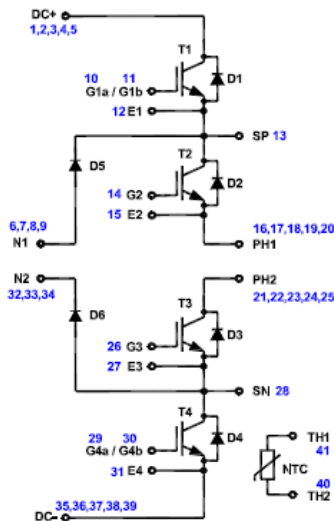 DC+
1,2,3,4,5
T1
10 11
D1
G1a / G1b
12 E1
SP 13
T2
D5
D2
14 G2
6,7,8,9
15 E2
16,17,18,19,20
N1
PH1
N2
PH2
32,33,34
21,22,23,24,25
T3
D6
26 G3
D3
27 E3
SN 28
T4
29 30
D4
TH1
G4a / G4b
41
31 E4
NTC
40
35,36,37,38,39
TH2
DC-